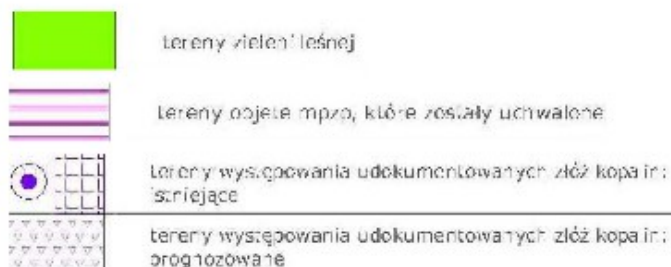 tereny zieleni leśnej
tereny objęte mpzp, które zostały uchwalone
tereny występowania udokumentowanych złóż kopalin:
istniejące
tereny występowania udokumentowanych złóż kopalin:
prognozowane